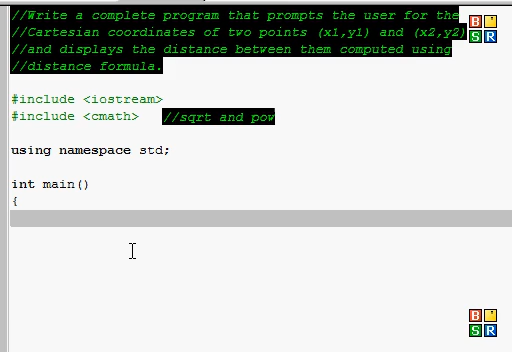 //Write a complete program that prompts the user for the
//Cartesian coordinates of two points (x1,y1) and (x2,y2)
//and displays the distance between them computed using
//distance formula.
#include <iostream>
#include <cmath> //sqrt and pow
using namespace std;
int main()
{
B '
S R
B '
S R